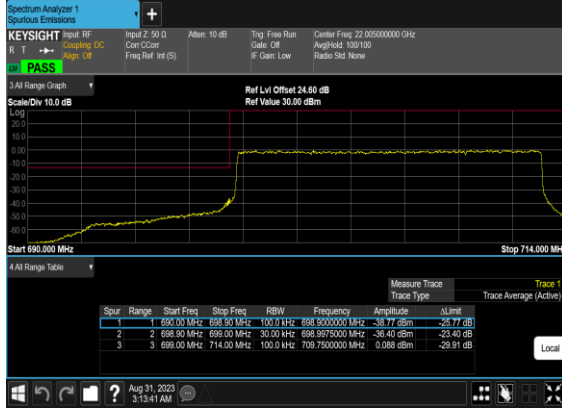 Spectrum Analyzer 1
Spurious Emissions
+
KEYSIGHT Input: RF Input Z: 50 Ω Atten: 10 dB Trig: Free Run Center Freq: 22.005000000 GHz
R T Coupling: DC Corr CCorr Gate: Off Avg|Hold: 100/100
Align: Off Freq Ref: Int (S) IF Gain: Low Radio Std: None
PASS
3 All Range Graph Ref Lvl Offset 24.60 dB
Scale/Div 10.0 dB Ref Value 30.00 dBm
Log
20.0
10.0
0.00
-10.0
-20.0
-30.0
-40.0
-50.0
-60.0
Start 690.000 MHz Stop 714.000 MH
4 All Range Table
Measure Trace Trace 1
Trace Type Trace Average (Active)
Spur Range Start Freq Stop Freq RBW Frequency Amplitude ΔLimit
1 1 690.00 MHz 698.90 MHz 100.0 kHz 698.9000000 MHz -38.77 dBm -25.77 dB
2 2 698.90 MHz 699.00 MHz 30.00 kHz 698.9975000 MHz -36.40 dBm -23.40 dB
3 3 699.00 MHz 714.00 MHz 100.0 kHz 709.7500000 MHz 0.088 dBm -29.91 dB
Local
? Aug 31, 2023
3:13:41 AM